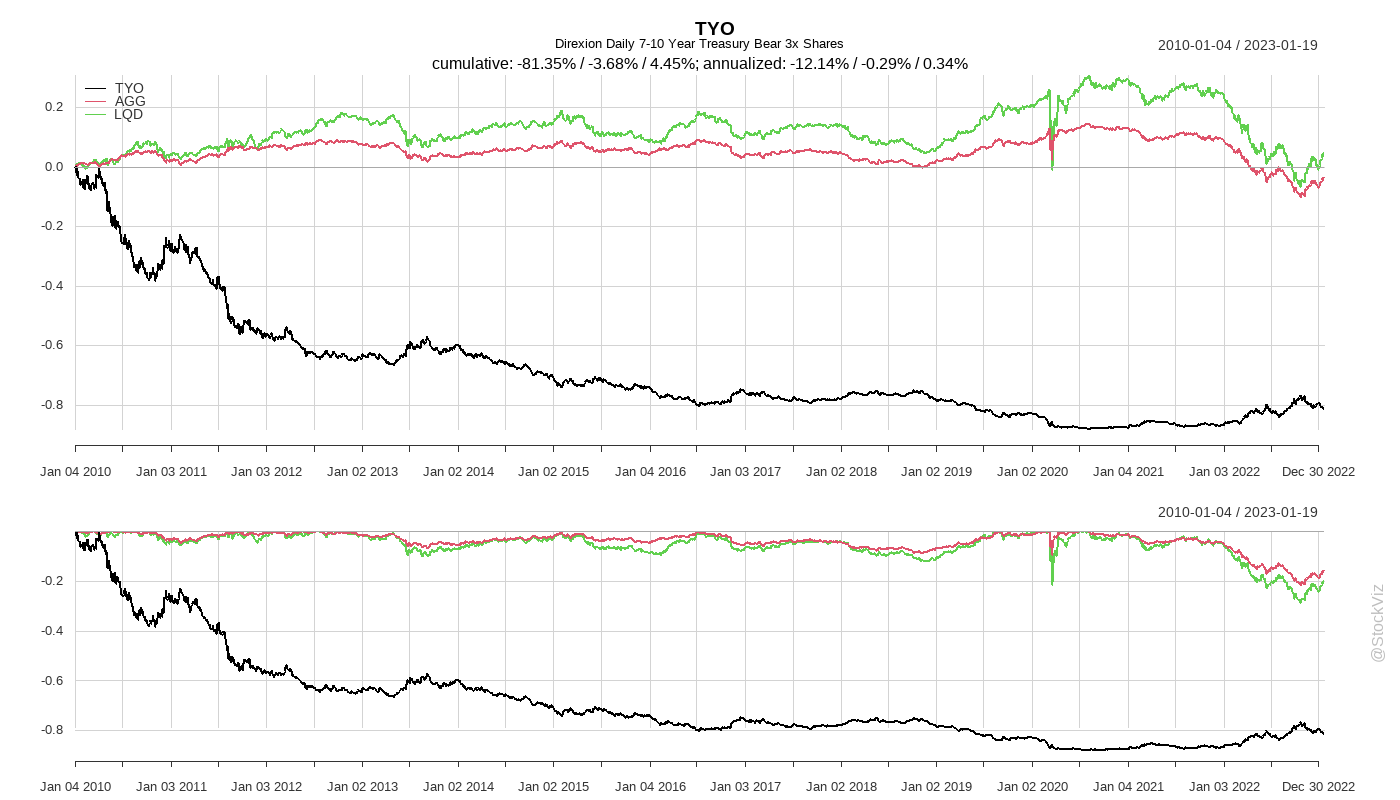 TYO
Direxion Daily 7-10 Year Treasury Bear 3x Shares
2010-01-04 / 2023-01-19
cumulative: -81.35% / -3.68% / 4.45%; annualized: -12.14% / -0.29% / 0.34%
TYO
AGG
LQD
0.2
0.0
-0.2
-0.4
-0.6
-0.8
Jan 04 2010 Jan 03 2011 Jan 03 2012 Jan 02 2013 Jan 02 2014 Jan 02 2015 Jan 04 2016 Jan 03 2017 Jan 02 2018 Jan 02 2019 Jan 02 2020 Jan 04 2021 Jan 03 2022 Dec 30 2022
2010-01-04 / 2023-01-19
-0.2
-0.4
-0.6
-0.8
Jan 04 2010 Jan 03 2011 Jan 03 2012 Jan 02 2013 Jan 02 2014 Jan 02 2015 Jan 04 2016 Jan 03 2017 Jan 02 2018 Jan 02 2019 Jan 02 2020 Jan 04 2021 Jan 03 2022 Dec 30 2022
@StockViz